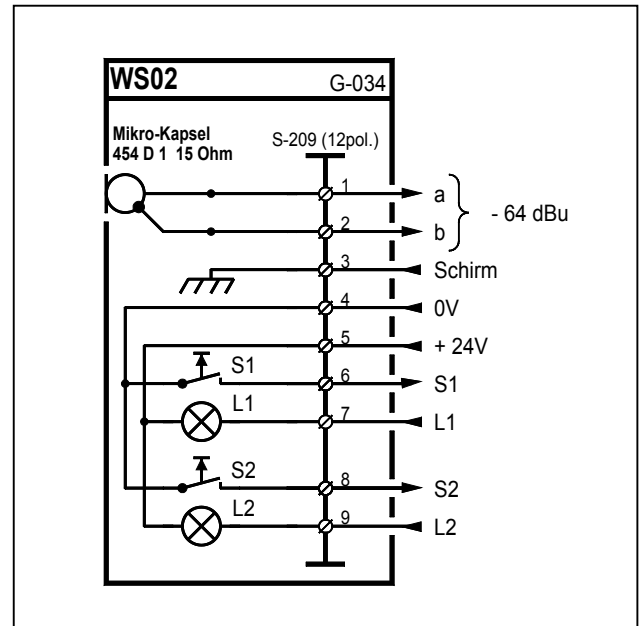 WS02 G-034
Mikro-Kapsel
454 D 1 15 Ohm
S-209 (12pol.)
1 a
- 64 dBu
2 b
3 Schirm
4 0V
5 + 24V
S1 6 S1
L1 7 L1
S2 8 S2
L2 9 L2